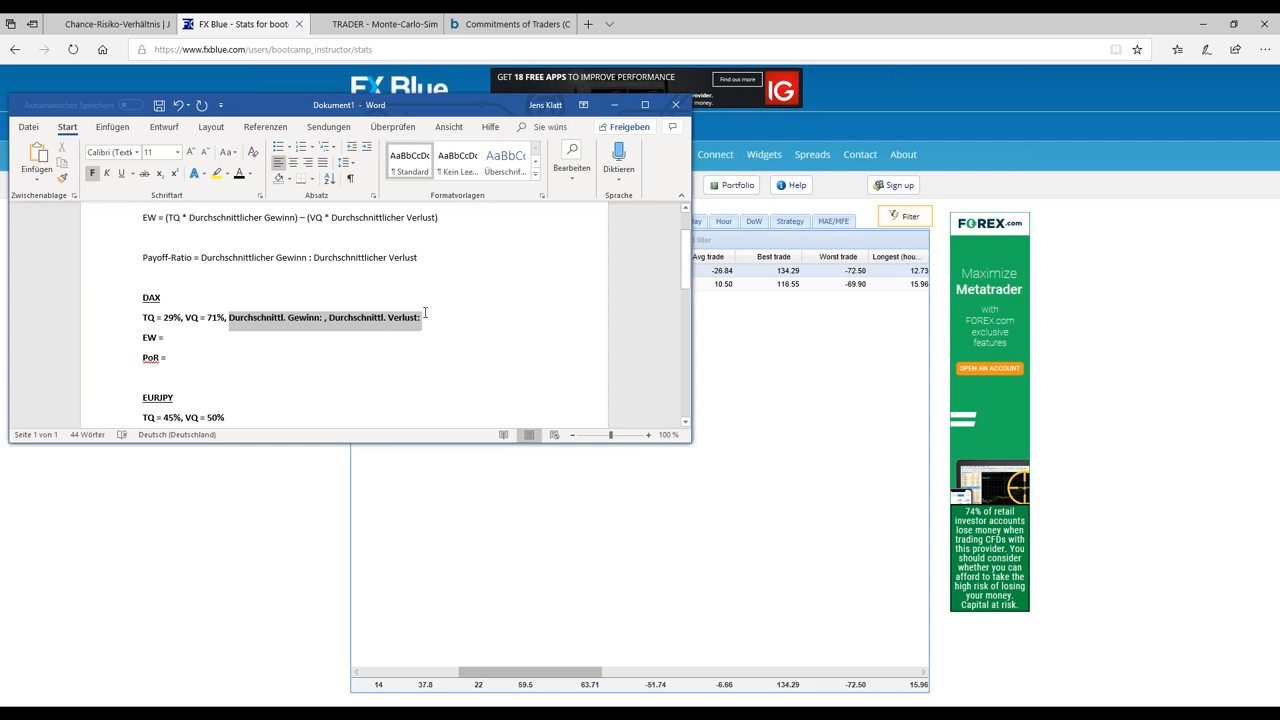 Chance-Risiko-Verhältnis | J
FX Blue - Stats for boot
TRADER - Monte-Carlo-Sim
Commitments of Traders (C
https://www.fxblue.com/users/bootcamp_instructor/stats
FX Blue
GET 18 FREE APPS TO IMPROVE PERFORMANCE
Find out more
IG
Automatisches Speichern
Dokument1 - Word
Jens Klatt
Datei Start Einfügen Entwurf Layout Referenzen Sendungen Überprüfen Ansicht Hilfe Sie wüns Freigeben
Connect Widgets Spreads Contact About
Einfügen
Calibri (Text 11
AaBbCcDc AaBbCcDc AaBbCcDc
¶ Standard ¶ Kein Lee... Überschrif...
Bearbeiten
Diktieren
Zwischenablage Schriftart Absatz Formatvorlagen Sprache
Portfolio Help Sign up
EW = (TQ * Durchschnittlicher Gewinn) – (VQ * Durchschnittlicher Verlust)
Payoff-Ratio = Durchschnittlicher Gewinn : Durchschnittlicher Verlust
DAX
TQ = 29%, VQ = 71%, Durchschnittl. Gewinn: , Durchschnittl. Verlust:
EW =
PoR =
EURJPY
TQ = 45%, VQ = 50%
Seite 1 von 1 44 Wörter Deutsch (Deutschland) 100 %
Day Hour DoW Strategy MAE/MFE Filter
filter
Avg trade Best trade Worst trade Longest (hou...
-26.84 134.29 -72.50 12.73
10.50 116.55 -69.90 15.96
14 37.8 22 59.5 63.71 -51.74 -6.66 134.29 -72.50 15.96
FOREX.com
Maximize
Metatrader
with
FOREX.com
exclusive
features
OPEN AN ACCOUNT
74% of retail
investor accounts
lose money when
trading CFDs with
this provider. You
should consider
whether you can
afford to take the
high risk of losing
your money.
Capital at risk.